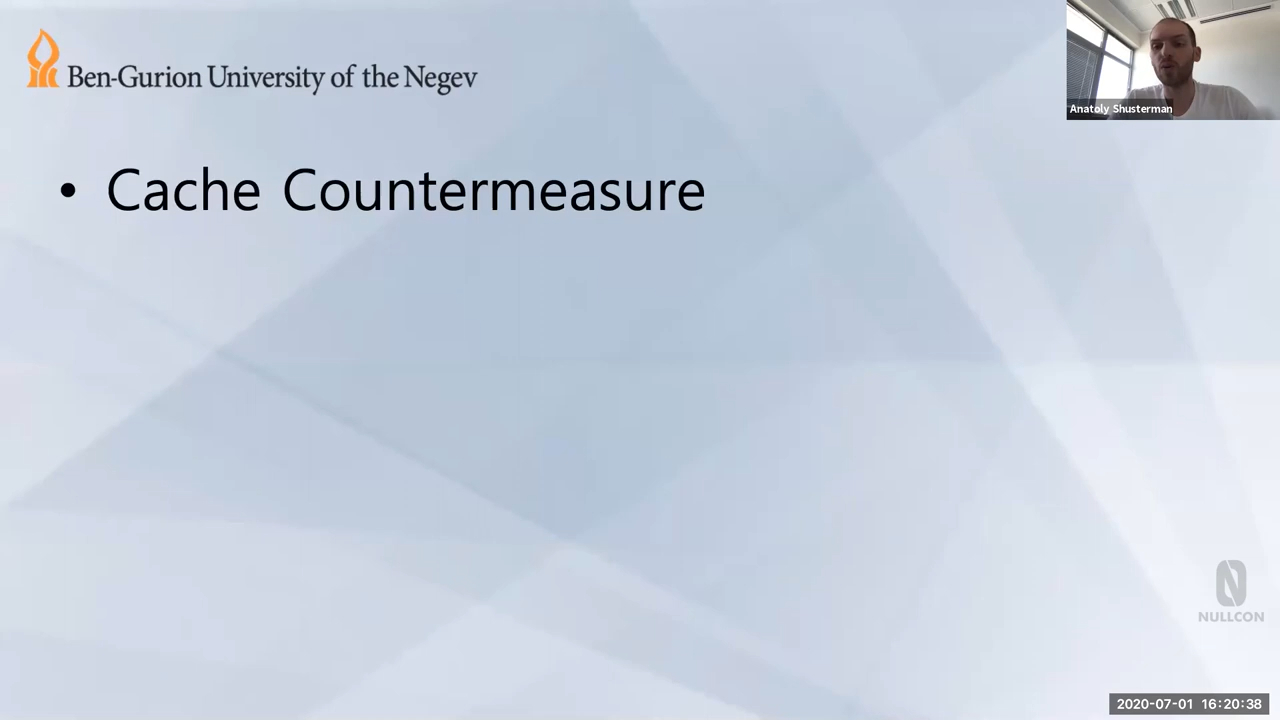 Ben-Gurion University of the Negev
Anatoly Shusterman
• Cache Countermeasure
NULLCON
2020-07-01 16:20:38